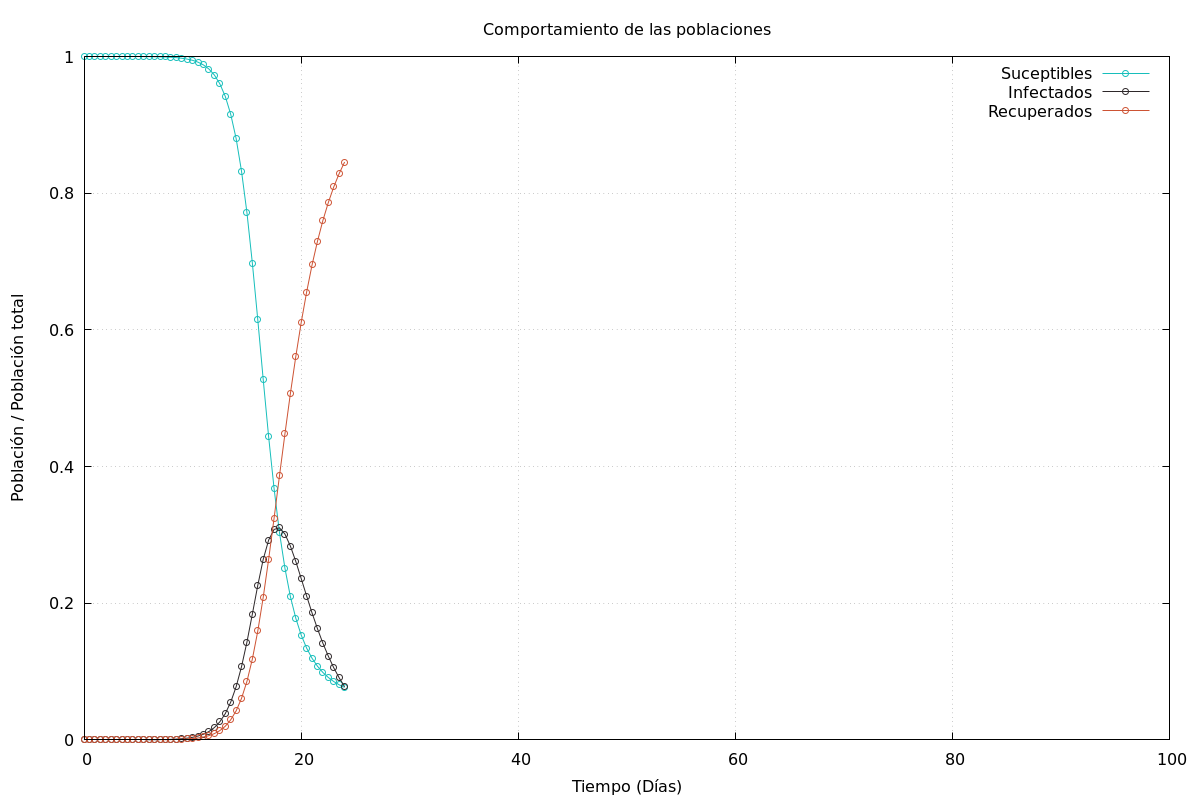 Comportamiento de las poblaciones
1
0.8
0.6
0.4
0.2
0
Población / Población total
Suceptibles
Infectados
Recuperados
0 20 40 60 80 100
Tiempo (Días)